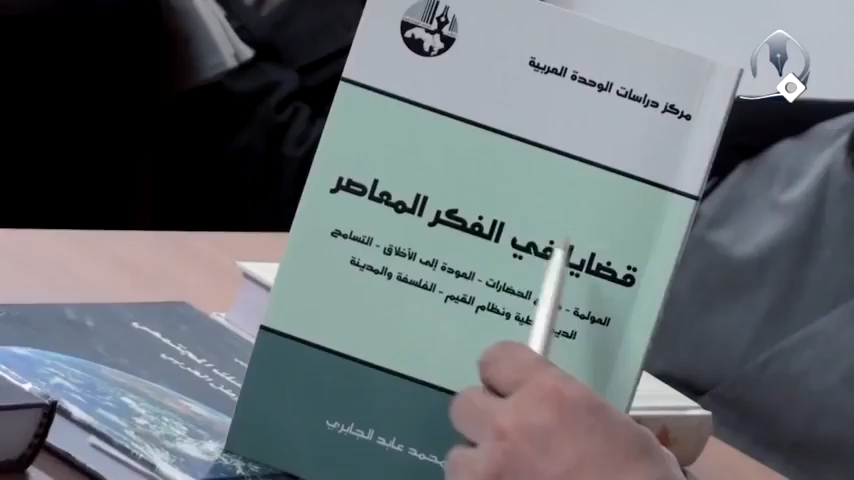 مركز دراسات الوحدة العربية
قضايا في الفكر المعاصر
العولمة - الحضارات - العودة إلى الأخلاق - التسامح
ونظام القيم - الفلسفة والمدينة
محمد عابد الجابري